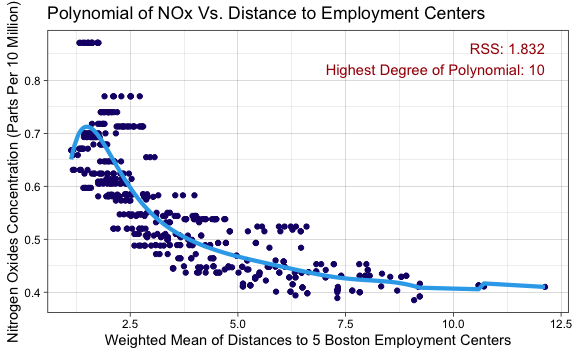 Polynomial of NOx Vs. Distance to Employment Centers
Nitrogen Oxides Concentration (Parts Per 10 Million)
RSS: 1.832
Highest Degree of Polynomial: 10
0.8
0.7
0.6
0.5
0.4
2.5 5.0 7.5 10.0 12.5
Weighted Mean of Distances to 5 Boston Employment Centers